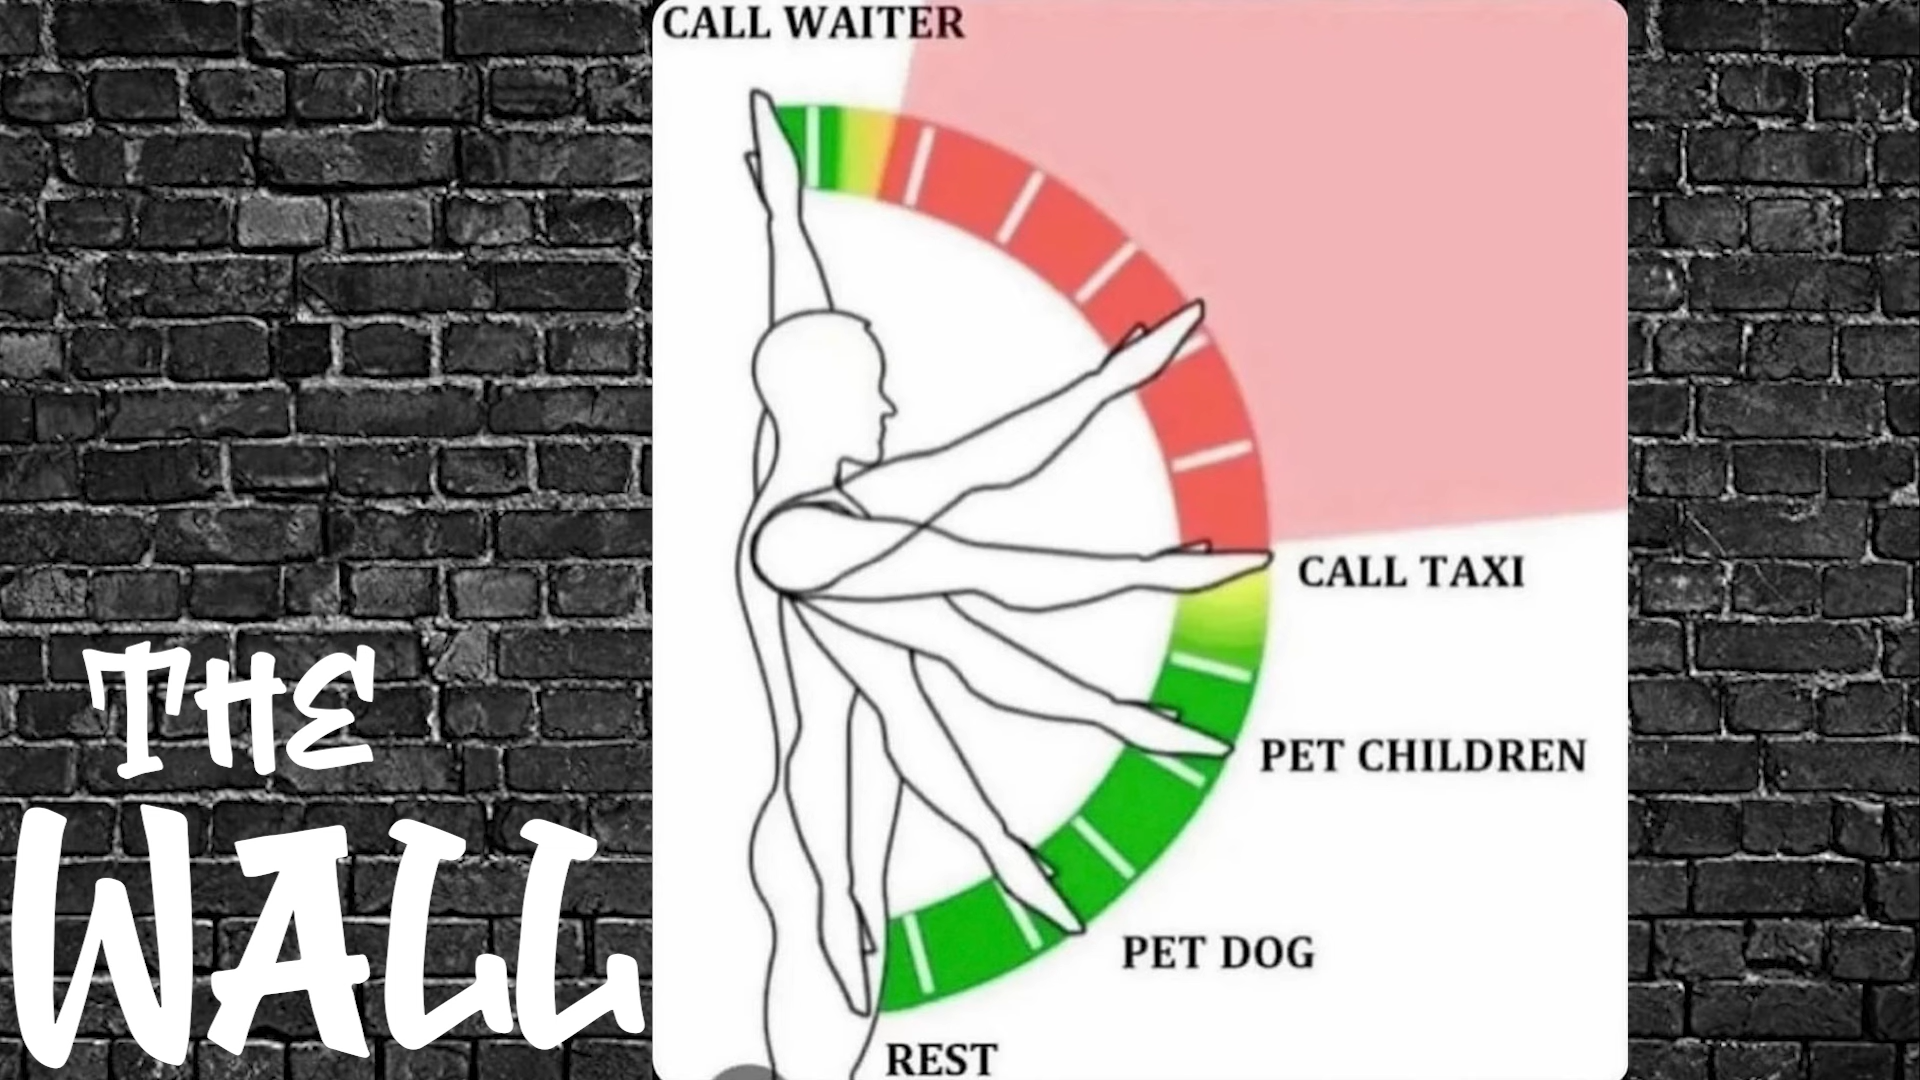 CALL WAITER
CALL TAXI
PET CHILDREN
PET DOG
REST
THE
WALL